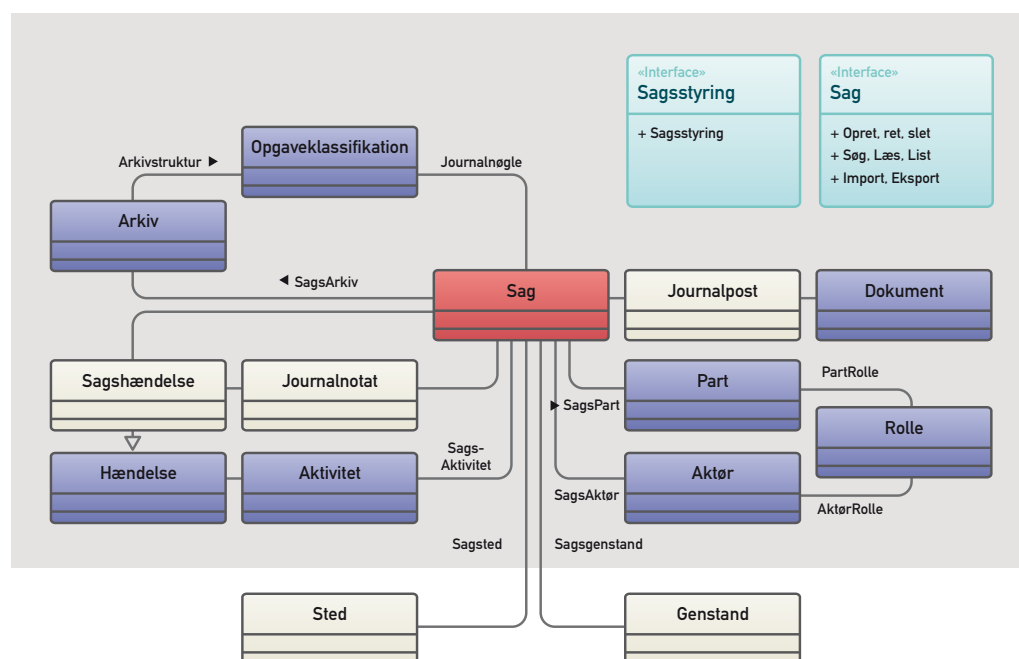 «Interface»
Sagsstyring
+ Sagsstyring
«Interface»
Sag
+ Opret, ret, slet
+ Søg, Læs, List
+ Import, Eksport
Opgaveklassifikation
Arkivstruktur ▶
Journalnøgle
Arkiv
◀ SagsArkiv
Sag
Journalpost
Dokument
Sagshændelse
Journalnotat
Part
PartRolle
▶ SagsPart
Rolle
Hændelse
Aktivitet
Sags-
Aktivitet
Aktør
SagsAktør
AktørRolle
Sagsted
Sagsgenstand
Sted
Genstand